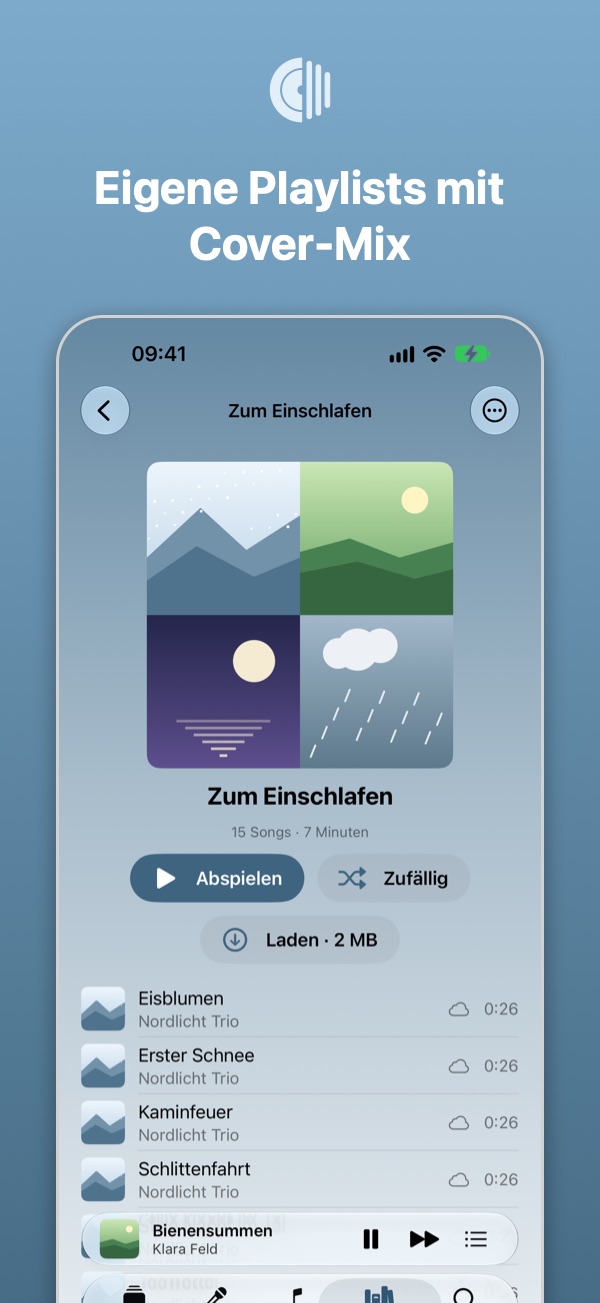 Eigene Playlists mit
Cover-Mix
09:41
Zum Einschlafen
Zum Einschlafen
15 Songs · 7 Minuten
Abspielen
Zufällig
Laden · 2 MB
Eisblumen
Nordlicht Trio
0:26
Erster Schnee
Nordlicht Trio
0:26
Kaminfeuer
Nordlicht Trio
0:26
Schlittenfahrt
Nordlicht Trio
0:26
Bienensummen
Klara Feld